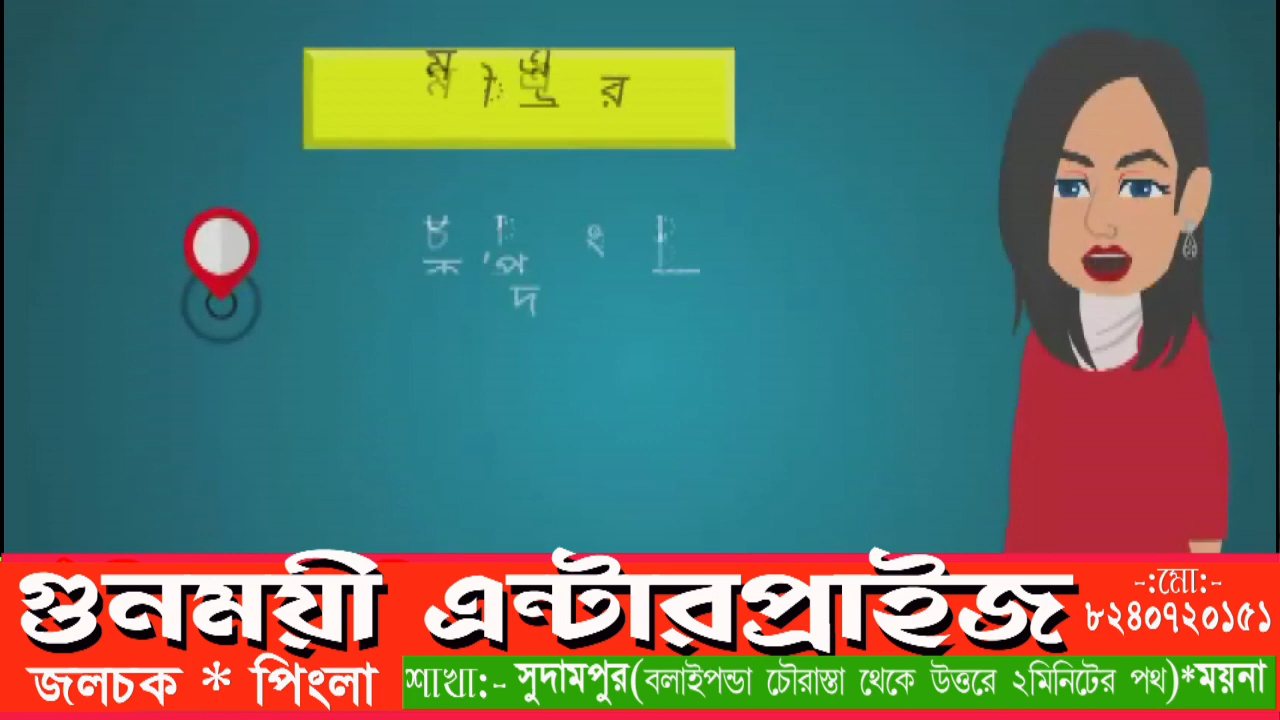 গুনময়ী এন্টারপ্রাইজ
-:মো:-
৮২৪০৭২০১৫১
জলচক * পিংলা
শাখা:- সুদামপুর(বলাইপন্ডা চৌরাস্তা থেকে উত্তরে ২মিনিটের পথ)*ময়না